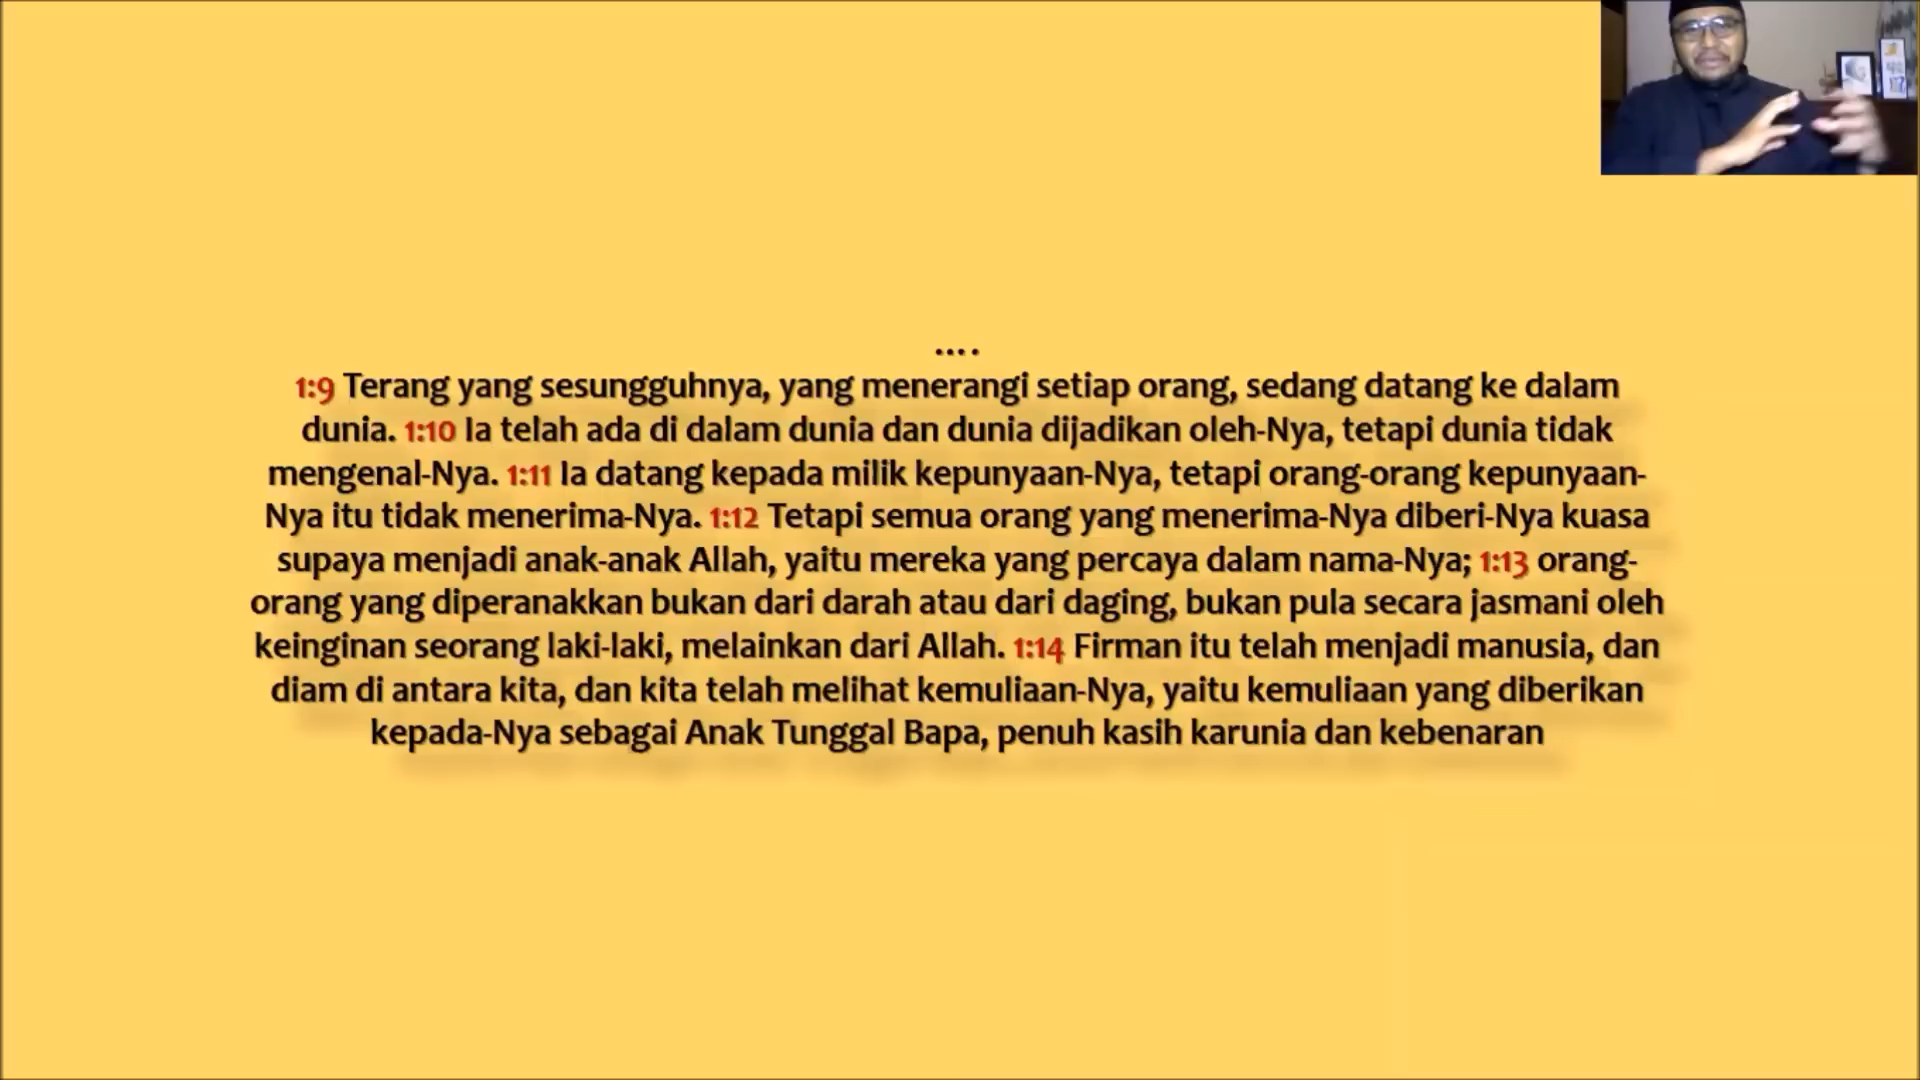 ....
1:9 Terang yang sesungguhnya, yang menerangi setiap orang, sedang datang ke dalam
dunia. 1:10 Ia telah ada di dalam dunia dan dunia dijadikan oleh-Nya, tetapi dunia tidak
mengenal-Nya. 1:11 Ia datang kepada milik kepunyaan-Nya, tetapi orang-orang kepunyaan-
Nya itu tidak menerima-Nya. 1:12 Tetapi semua orang yang menerima-Nya diberi-Nya kuasa
supaya menjadi anak-anak Allah, yaitu mereka yang percaya dalam nama-Nya; 1:13 orang-
orang yang diperanakkan bukan dari darah atau dari daging, bukan pula secara jasmani oleh
keinginan seorang laki-laki, melainkan dari Allah. 1:14 Firman itu telah menjadi manusia, dan
diam di antara kita, dan kita telah melihat kemuliaan-Nya, yaitu kemuliaan yang diberikan
kepada-Nya sebagai Anak Tunggal Bapa, penuh kasih karunia dan kebenaran